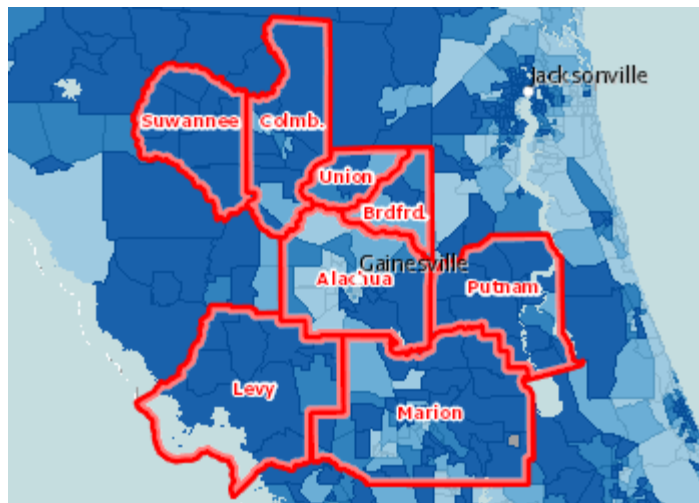 Jacksonville
Suwannee
Colmb.
Union
Brdfrd.
Gainesville
Alachua
Putnam
Levy
Marion